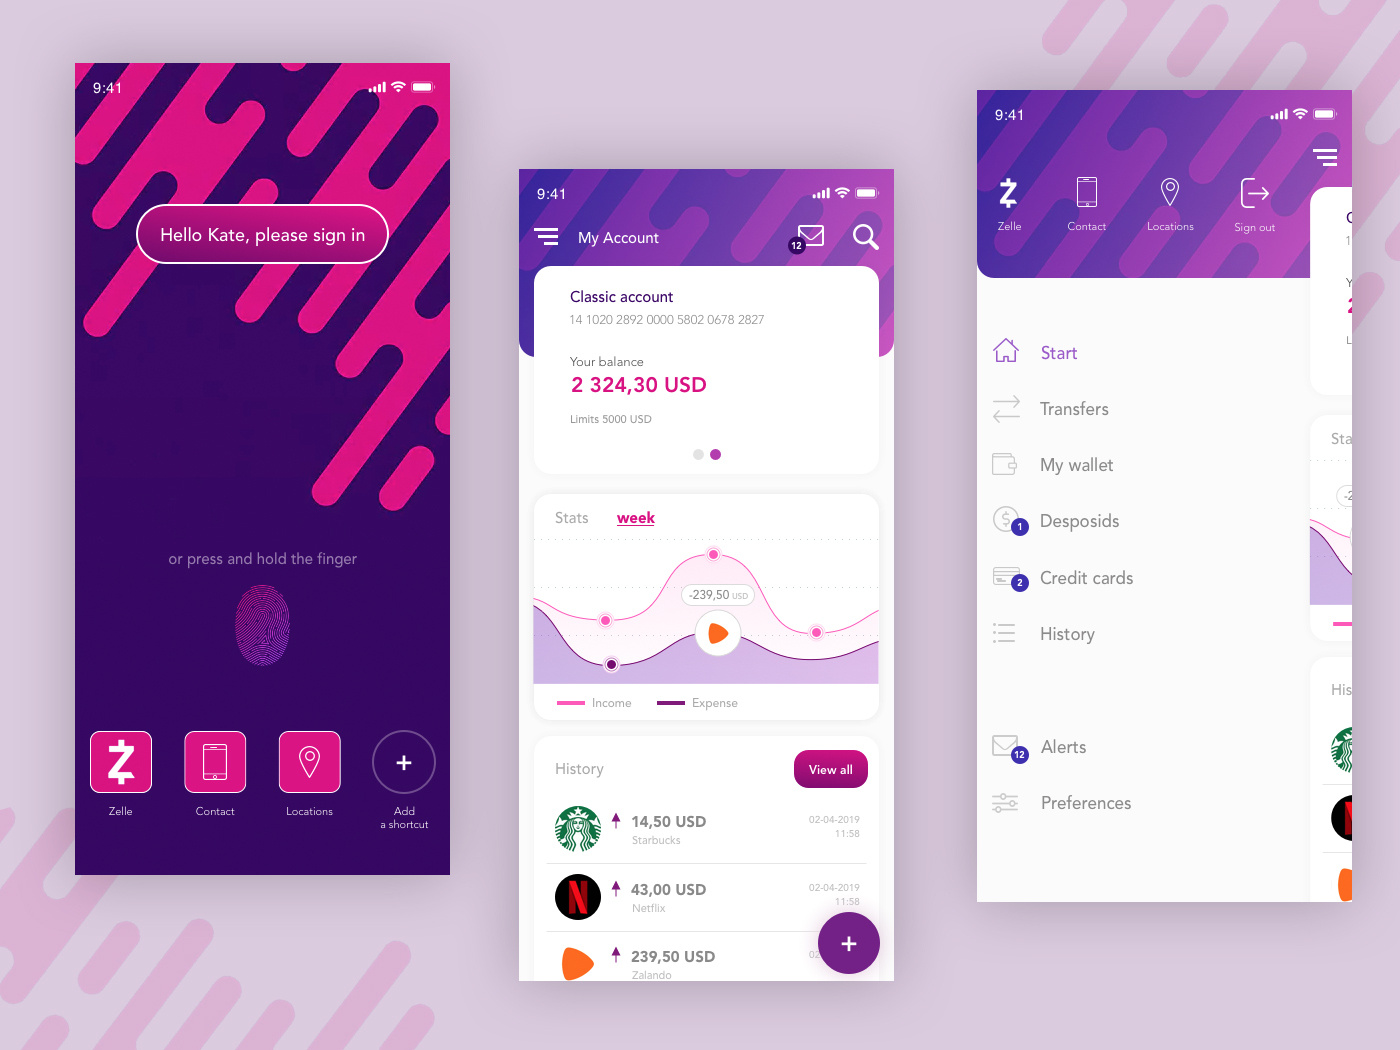 9:41
Hello Kate, please sign in
or press and hold the finger
Zelle
Contact
Locations
Add
a shortcut
9:41
My Account
12
Classic account
14 1020 2892 0000 5802 0678 2827
Your balance
2 324,30 USD
Limits 5000 USD
Stats week
-239,50 USD
Income Expense
History View all
14,50 USD 02-04-2019
Starbucks 11:58
43,00 USD 02-04-2019
Netflix 11:58
239,50 USD 02
Zalando
9:41
Zelle Contact Locations Sign out
Start
Transfers
My wallet
1 Desposids
2 Credit cards
History
12 Alerts
Preferences
Sta
-2
His